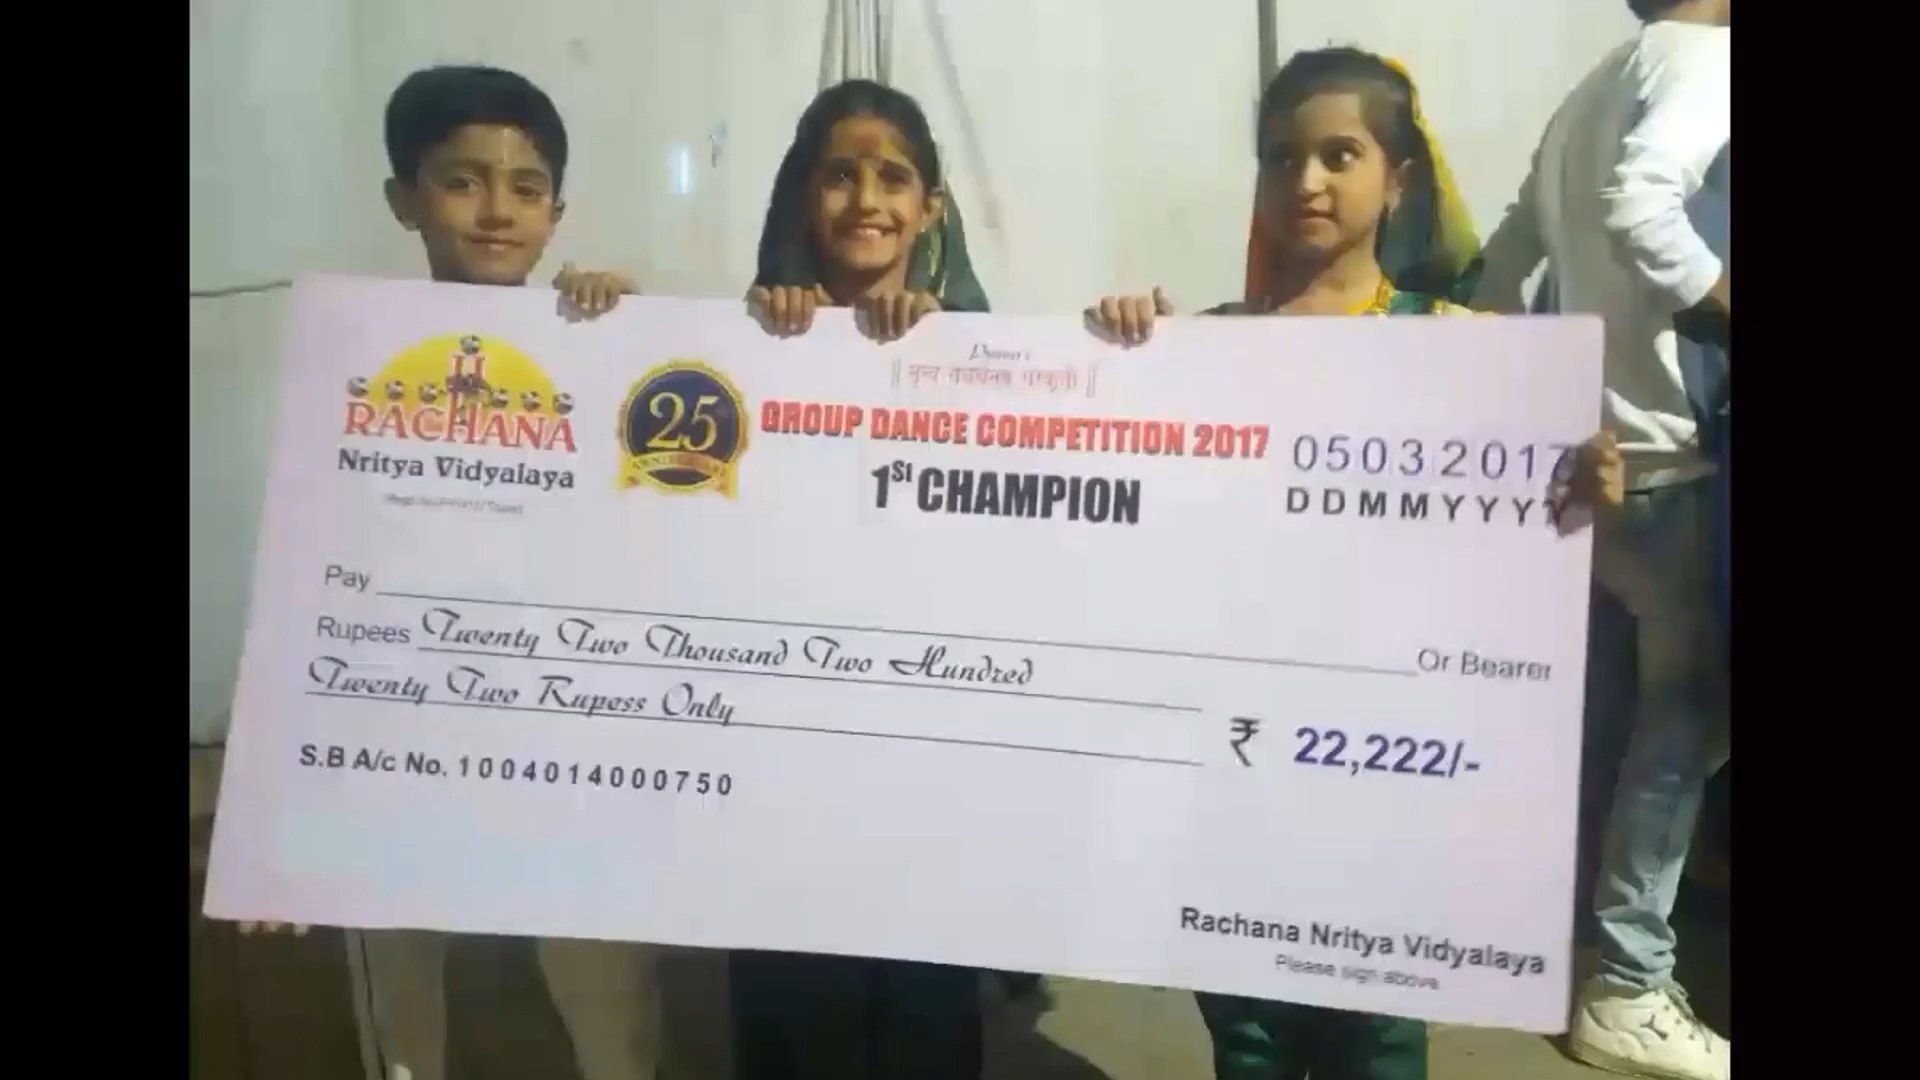 RACHANA
Nritya Vidyalaya
25
ANNIVERSARY
GROUP DANCE COMPETITION 2017
1ST CHAMPION
05032017
DDMMYYYY
Pay
Or Bearer
Rupees Twenty Two Thousand Two Hundred
Twenty Two Rupess Only
₹ 22,222/-
S.B A/c No. 1004014000750
Rachana Nritya Vidyalaya
Please sign above